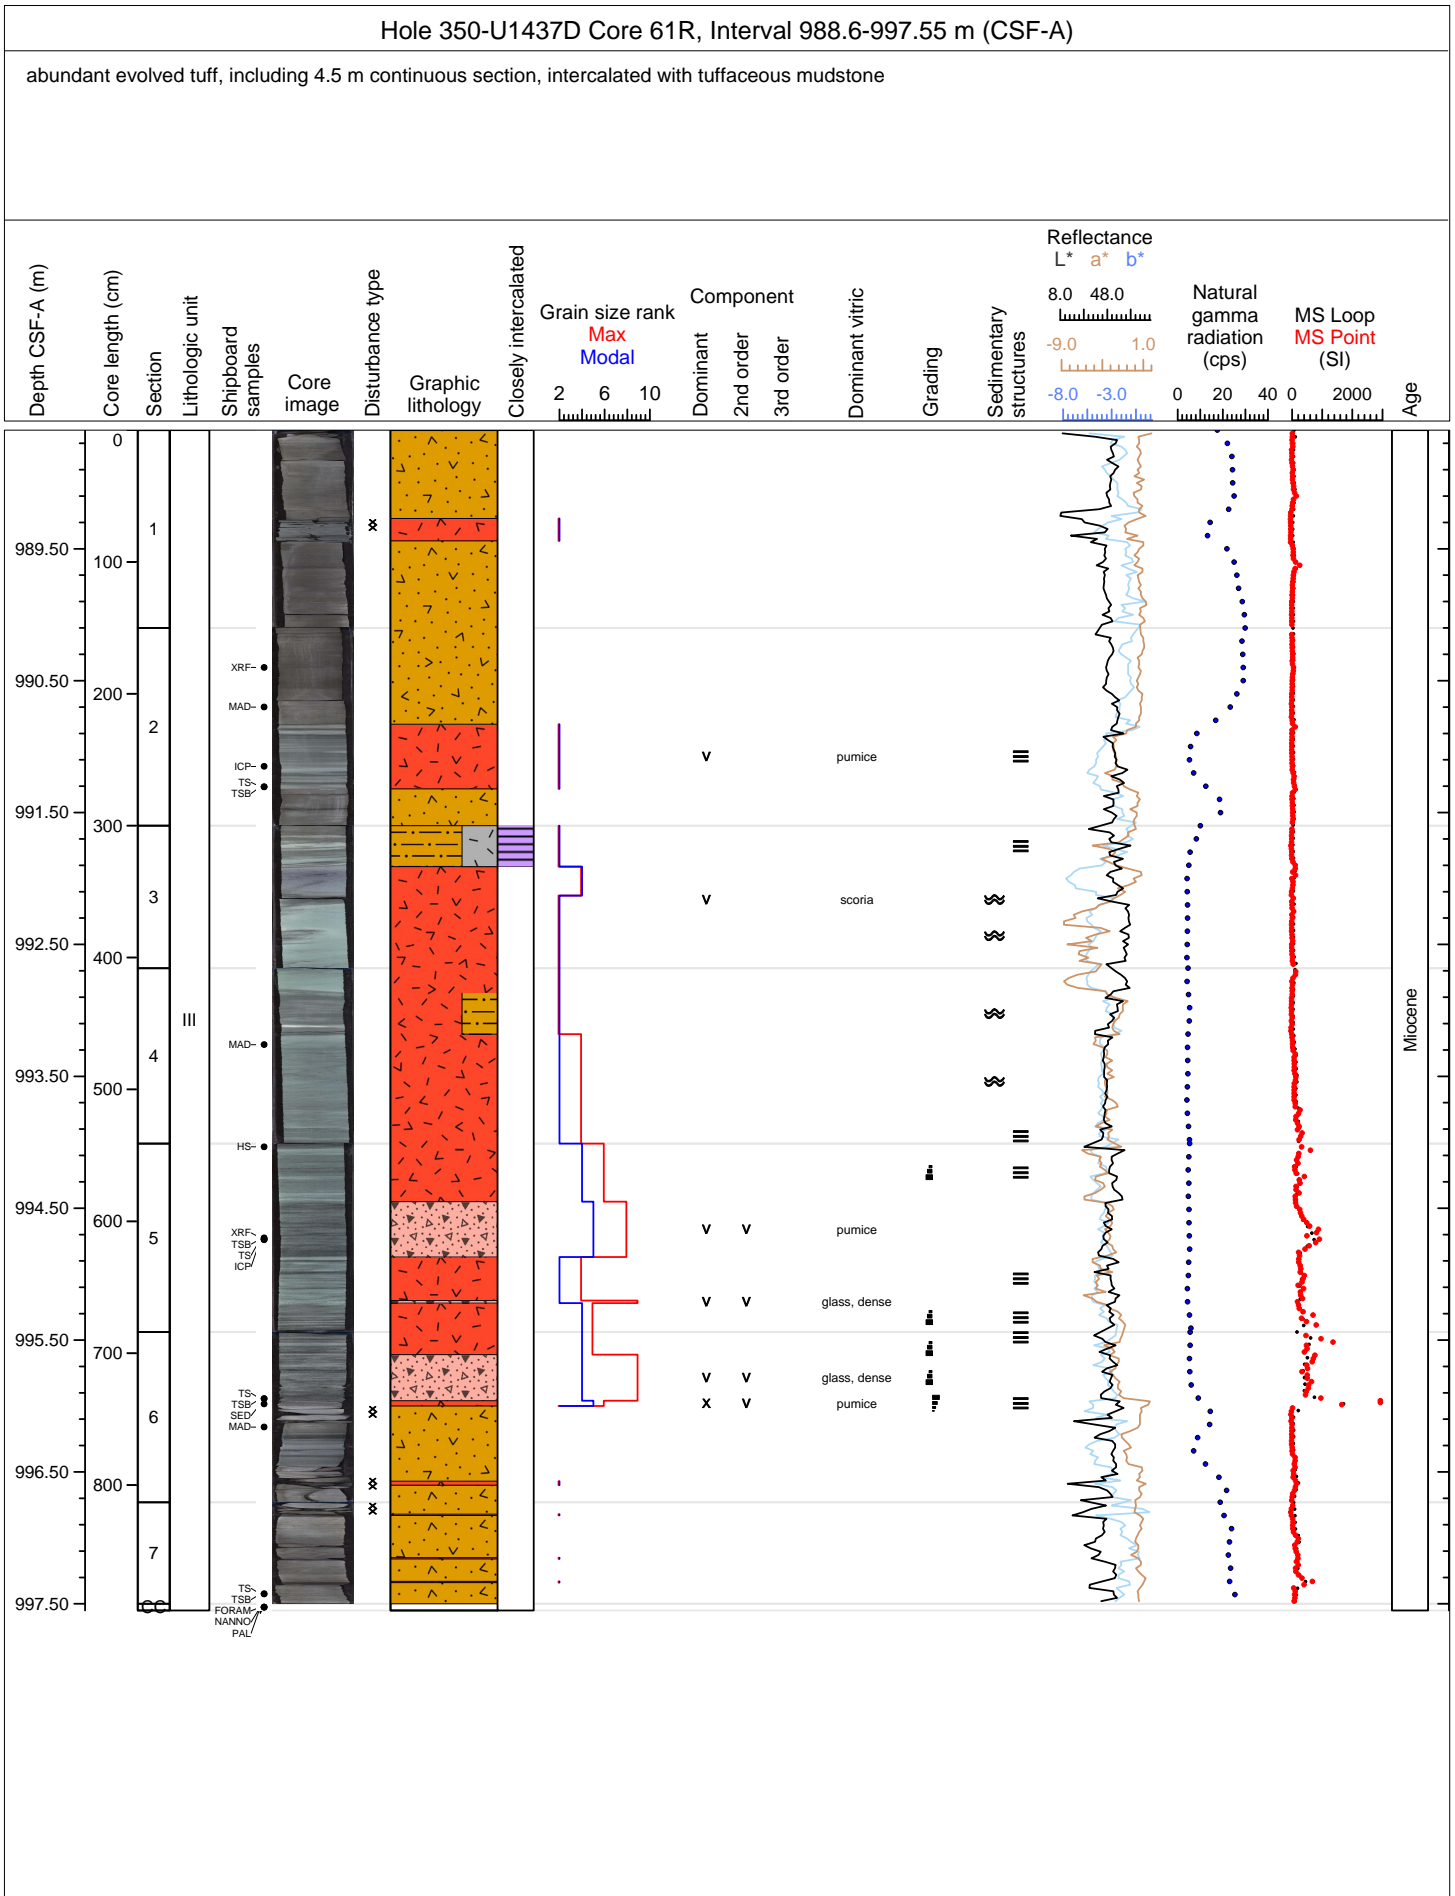 Hole 350-U1437D Core 61R, Interval 988.6-997.55 m (CSF-A)
abundant evolved tuff, including 4.5 m continuous section, intercalated with tuffaceous mudstone
Depth CSF-A (m)
Core length (cm)
Section
Lithologic unit
Shipboard
samples
Core
image
Disturbance type
Graphic
lithology
Closely intercalated
Grain size rank
Max
Modal
2 6 10
Component
Dominant
2nd order
3rd order
Dominant vitric
Grading
Sedimentary
structures
Reflectance
L* a* b*
8.0 48.0
-9.0 1.0
-8.0 -3.0
Natural
gamma
radiation
(cps)
0 20 40
MS Loop
MS Point
(SI)
0 2000
Age
989.50
990.50
991.50
992.50
993.50
994.50
995.50
996.50
997.50
0
100
200
300
400
500
600
700
800
1
2
3
4
5
6
7
CC
III
XRF
MAD
ICP
TS
TSB
MAD
HS
XRF
TSB
TS
ICP
TS
TSB
SED
MAD
TS
TSB
FORAM
NANNO
PAL
V pumice
V scoria
V V pumice
V V glass, dense
V V glass, dense
X V pumice
Miocene